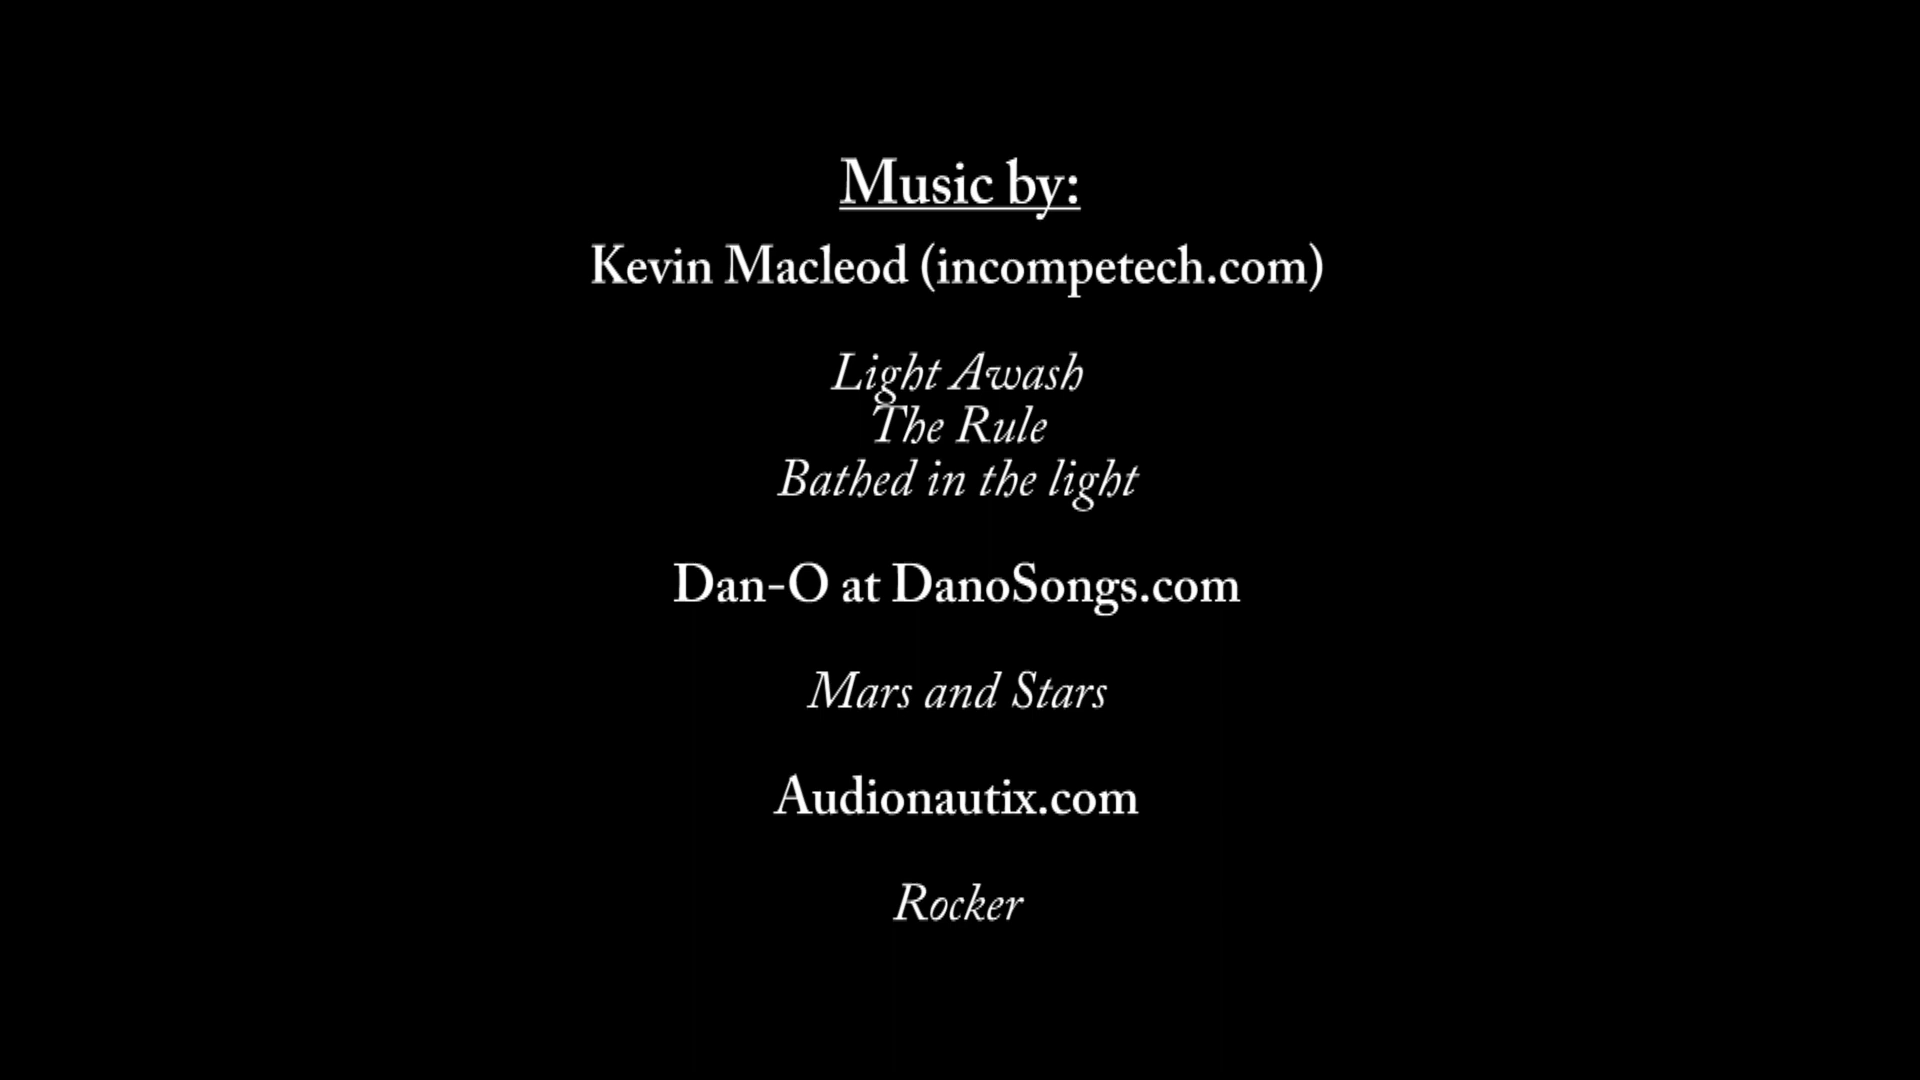 Music by:
Kevin Macleod (incompetech.com)
Light Awash
The Rule
Bathed in the light
Dan-O at DanoSongs.com
Mars and Stars
Audionautix.com
Rocker